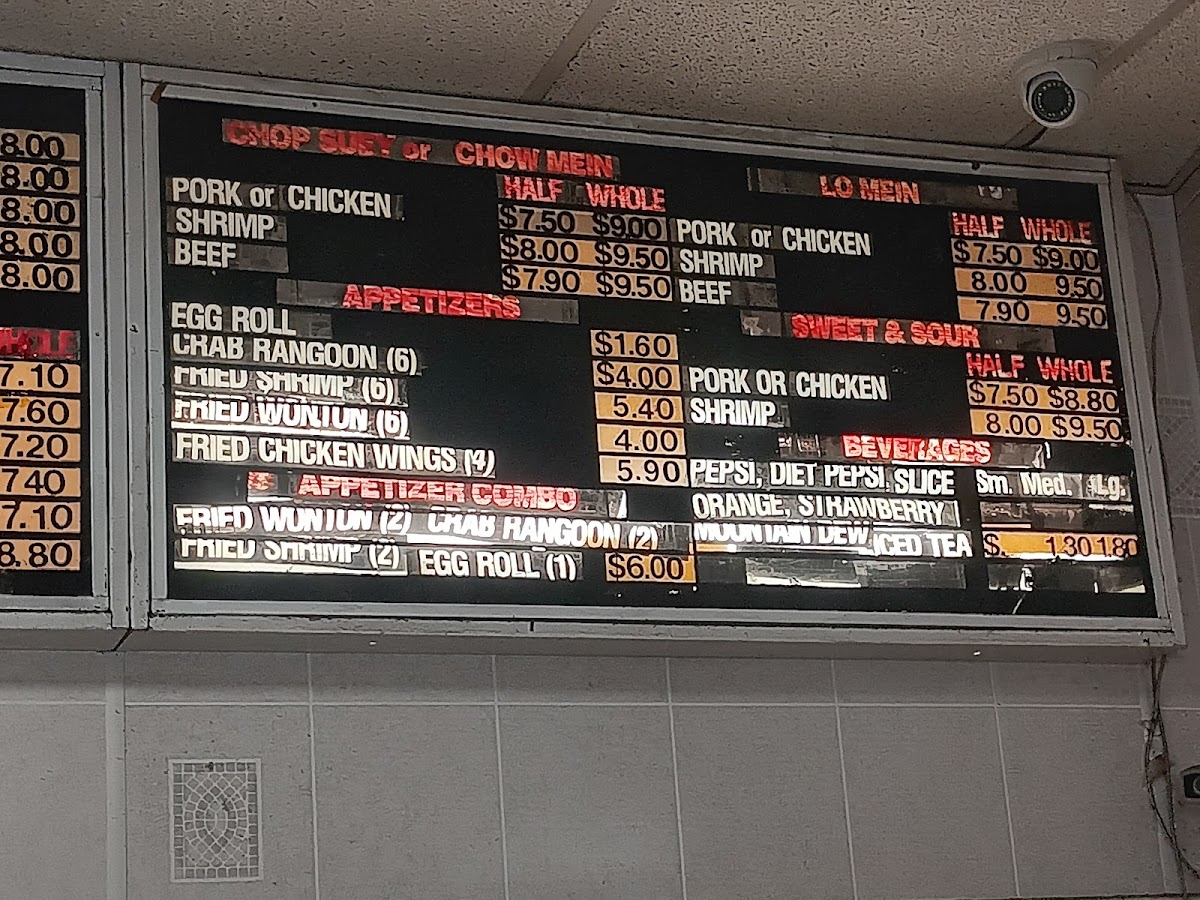 8.00
8.00
8.00
8.00
8.00
WHOLE
7.10
7.60
7.20
7.40
7.10
8.80
CHOP SUEY or CHOW MEIN
HALF WHOLE
PORK or CHICKEN $7.50 $9.00
SHRIMP $8.00 $9.50
BEEF $7.90 $9.50
APPETIZERS
EGG ROLL $1.60
CRAB RANGOON (6) $4.00
FRIED SHRIMP (6) 5.40
FRIED WONTON (6) 4.00
FRIED CHICKEN WINGS (4) 5.90
APPETIZER COMBO
FRIED WONTON (2) CRAB RANGOON (2)
FRIED SHRIMP (2) EGG ROLL (1) $6.00
LO MEIN
HALF WHOLE
PORK or CHICKEN $7.50 $9.00
SHRIMP 8.00 9.50
BEEF 7.90 9.50
SWEET & SOUR
HALF WHOLE
PORK OR CHICKEN $7.50 $8.80
SHRIMP 8.00 $9.50
BEVERAGES
PEPSI, DIET PEPSI. SLICE Sm. Med. Lg.
ORANGE, STRAWBERRY
MOUNTAIN DEW ICED TEA $. 1.30 1.80